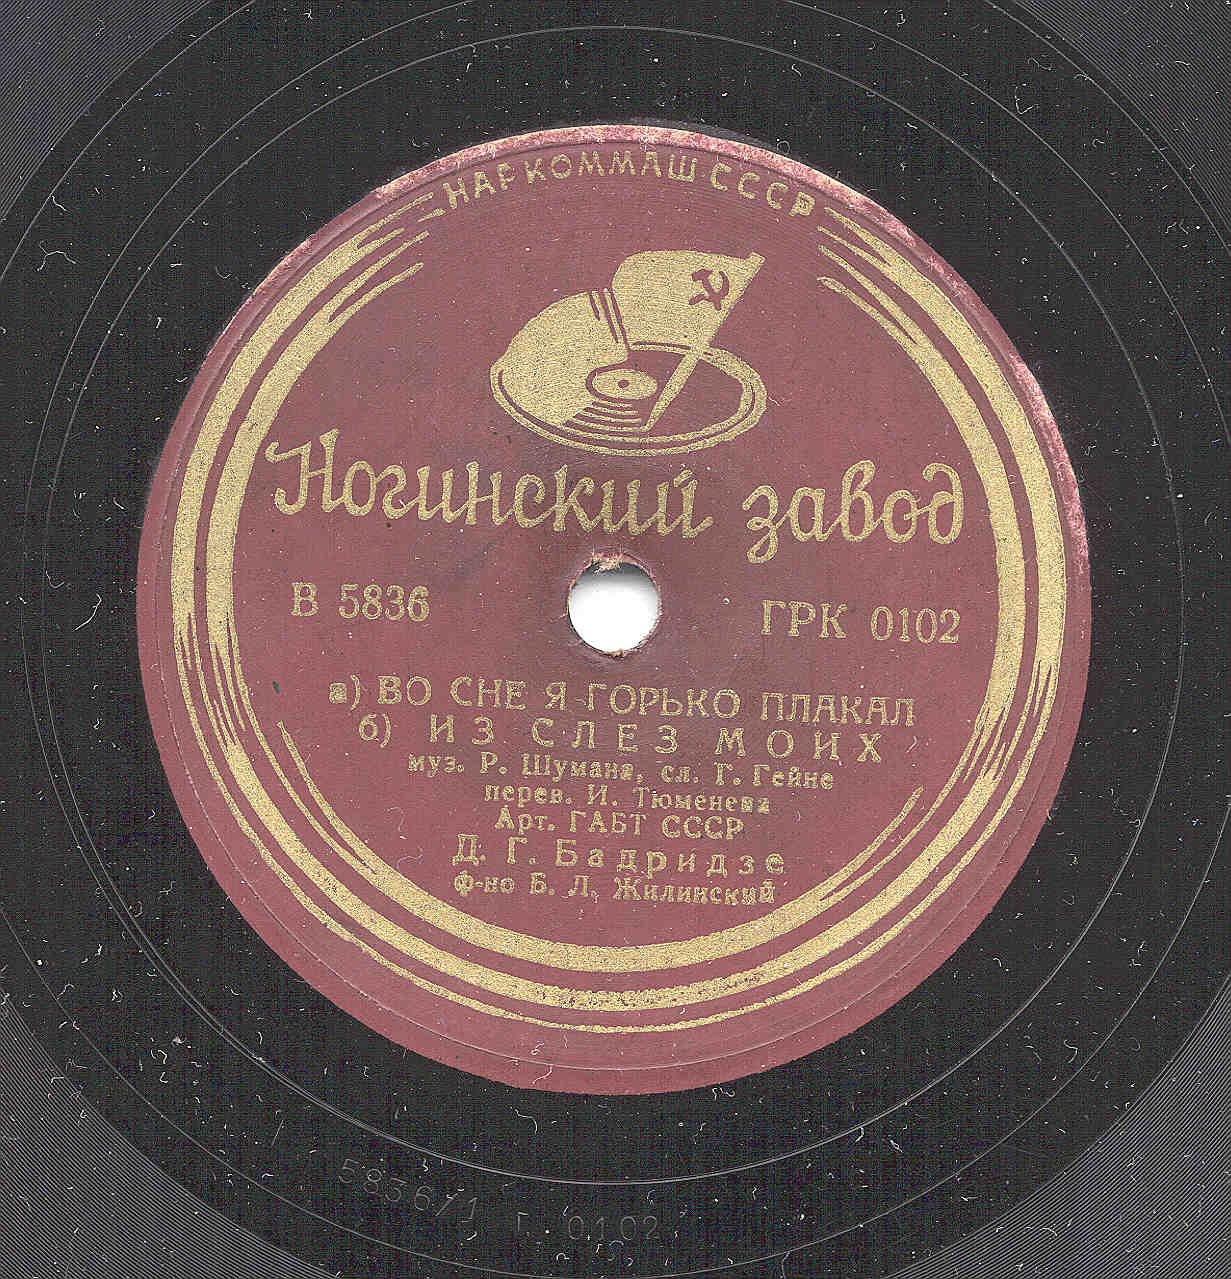 НАРКОММАШ СССР
Ногинский завод
В 5836 ГРК 0102
а) ВО СНЕ Я ГОРЬКО ПЛАКАЛ
б) ИЗ СЛЕЗ МОИХ
муз. Р. Шумана, сл. Г. Гейне
перев. И. Тюменева
Арт. ГАБТ СССР
Д. Г. Бадридзе
ф-но Б. Л. Жилинский
5836/1 Г 0102